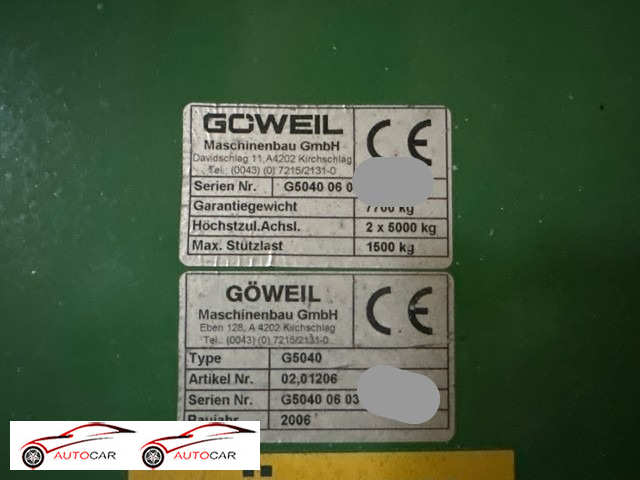 GÖWEIL
Maschinenbau GmbH
Davidschlag 11, A4202 Kirchschlag
Tel.: (0043) (0) 7215/2131-0
CE
Serien Nr. G5040 06 0
Garantiegewicht 7700 kg
Höchstzul.Achsl. 2 x 5000 kg
Max. Stützlast 1500 kg
GÖWEIL
Maschinenbau GmbH
Eben 128, A 4202 Kirchschlag
Tel.: (0043) (0) 7215/2131-0
CE
Type G5040
Artikel Nr. 02,01206
Serien Nr. G5040 06 03
Baujahr 2006
AUTOCAR AUTOCAR